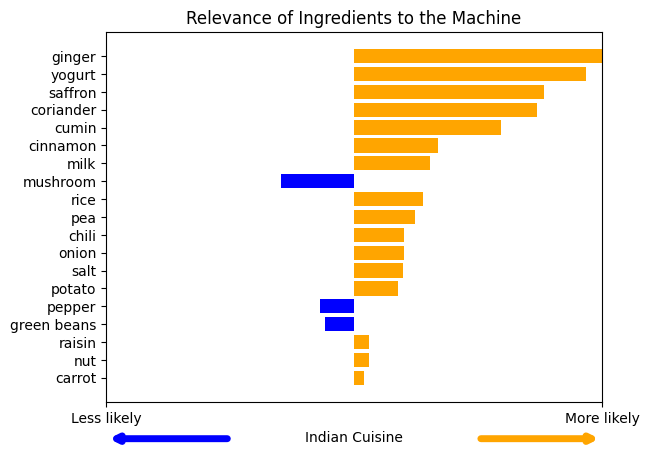 Relevance of Ingredients to the Machine
ginger
yogurt
saffron
coriander
cumin
cinnamon
milk
mushroom
rice
pea
chili
onion
salt
potato
pepper
green beans
raisin
nut
carrot
Less likely
More likely
Indian Cuisine